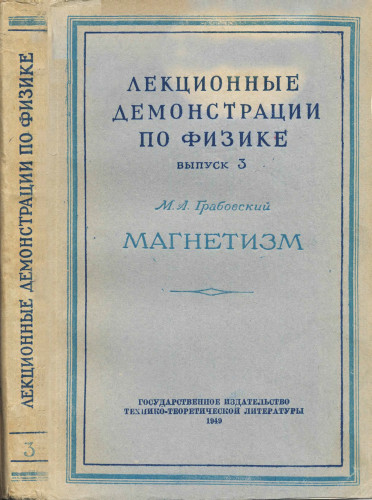 ЛЕКЦИОННЫЕ ДЕМОНСТРАЦИИ ПО ФИЗИКЕ
3
ЛЕКЦИОННЫЕ
ДЕМОНСТРАЦИИ
ПО ФИЗИКЕ
ВЫПУСК 3
М. А. Грабовский
МАГНЕТИЗМ
ГОСУДАРСТВЕННОЕ ИЗДАТЕЛЬСТВО
ТЕХНИКО-ТЕОРЕТИЧЕСКОЙ ЛИТЕРАТУРЫ
1949